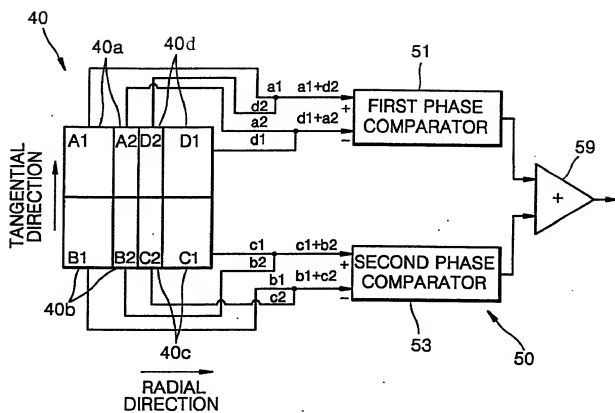 40
40a
40d
51
a1
a1+d2
d2
+
FIRST PHASE
COMPARATOR
a2
d1+a2
−
d1
A1
A2
D2
D1
59
+
TANGENTIAL
DIRECTION
c1
c1+b2
b2
+
SECOND PHASE
COMPARATOR
b1
b1+c2
−
c2
B1
B2
C2
C1
40b
40c
53
50
RADIAL
DIRECTION